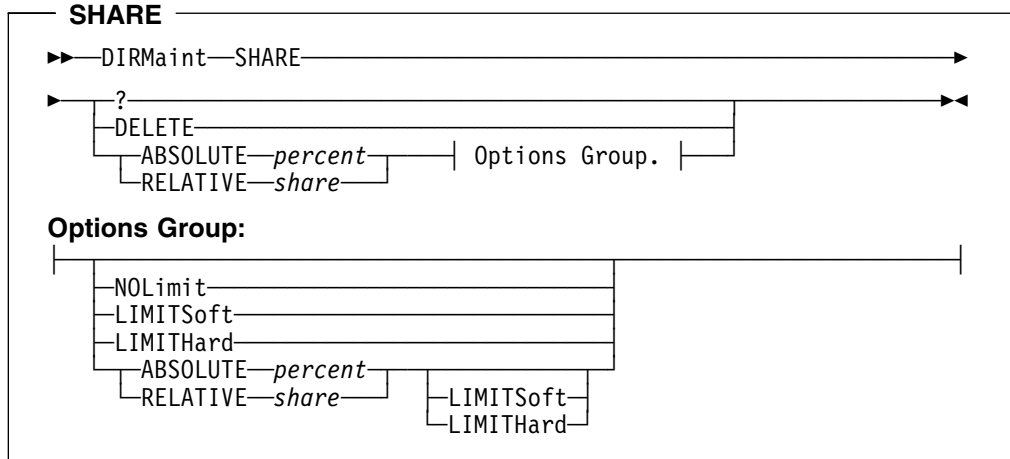 SHARE
DIRMaint SHARE
?
DELETE
ABSOLUTE percent Options Group.
RELATIVE share
Options Group:
NOLimit
LIMITSoft
LIMITHard
ABSOLUTE percent
RELATIVE share LIMITSoft
LIMITHard